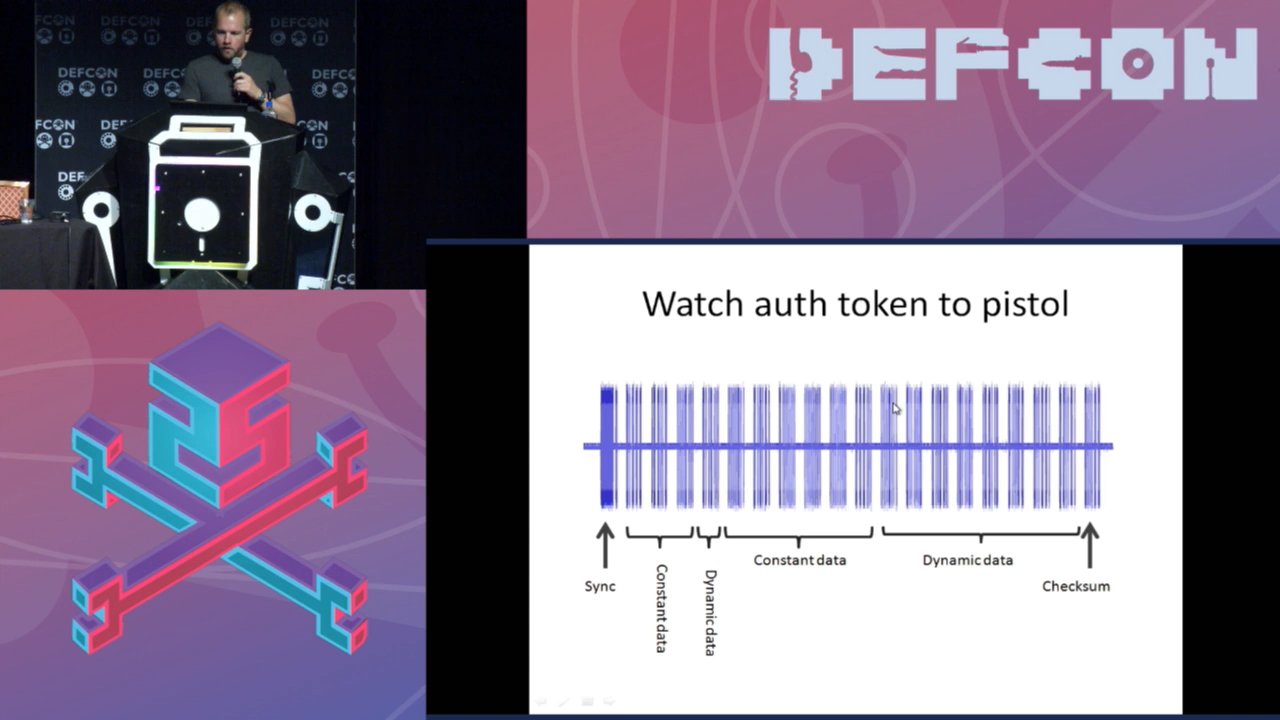 DEFCON
DEFCON
DEFCON
DEFCON
DEFCON
Watch auth token to pistol
Constant data
Dynamic data
Sync
Checksum
Constant data
Dynamic data